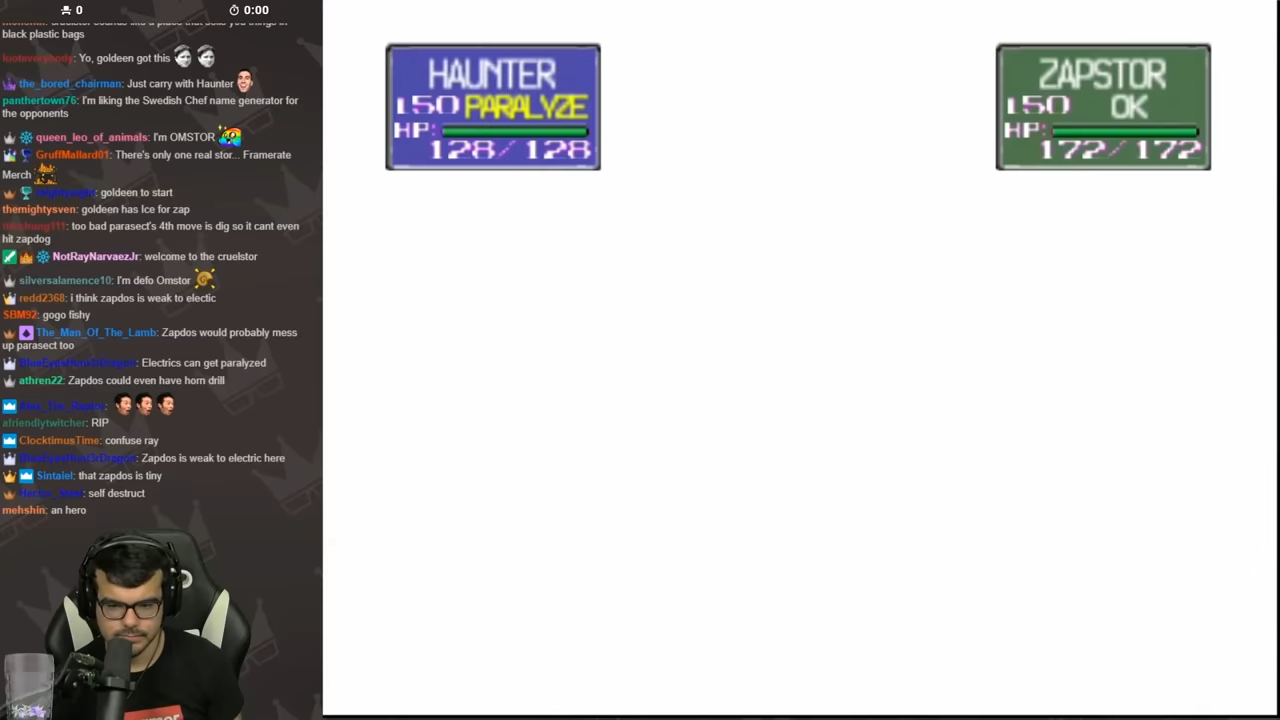 0
0:00
black plastic bags
Yo, goldeen got this
the_bored_chairman: Just carry with Haunter
panthertown76: I'm liking the Swedish Chef name generator for
the opponents
queen_leo_of_animals: I'm OMSTOR
GruffMallard01: There's only one real stor... Framerate
Merch
goldeen to start
themightysven: goldeen has Ice for zap
too bad parasect's 4th move is dig so it cant even
hit zapdog
NotRayNarvaezJr: welcome to the cruelstor
silversalamence10: I'm defo Omstor
redd2368: i think zapdos is weak to electic
SBM92: gogo fishy
The_Man_Of_The_Lamb: Zapdos would probably mess
up parasect too
Electrics can get paralyzed
athren22: Zapdos could even have horn drill
afriendlytwitcher: RIP
ClocktimusTime: confuse ray
Zapdos is weak to electric here
Sintaiel: that zapdos is tiny
self destruct
mehshin: an hero
HAUNTER
L50 PARALYZE
HP:
128/128
ZAPSTOR
L50 OK
HP:
172/172